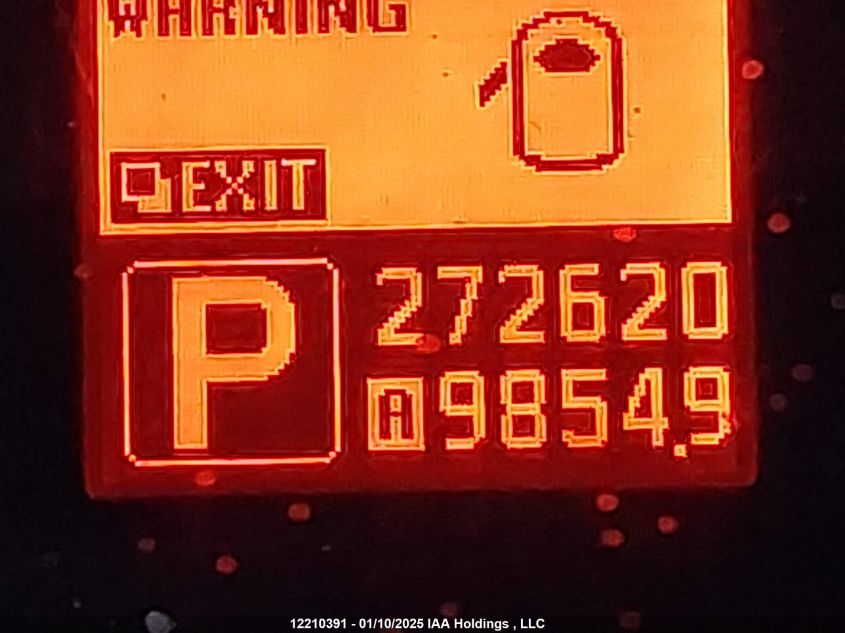 WARNING
EXIT
P
272620
A 9854.9
12210391 - 01/10/2025 IAA Holdings , LLC